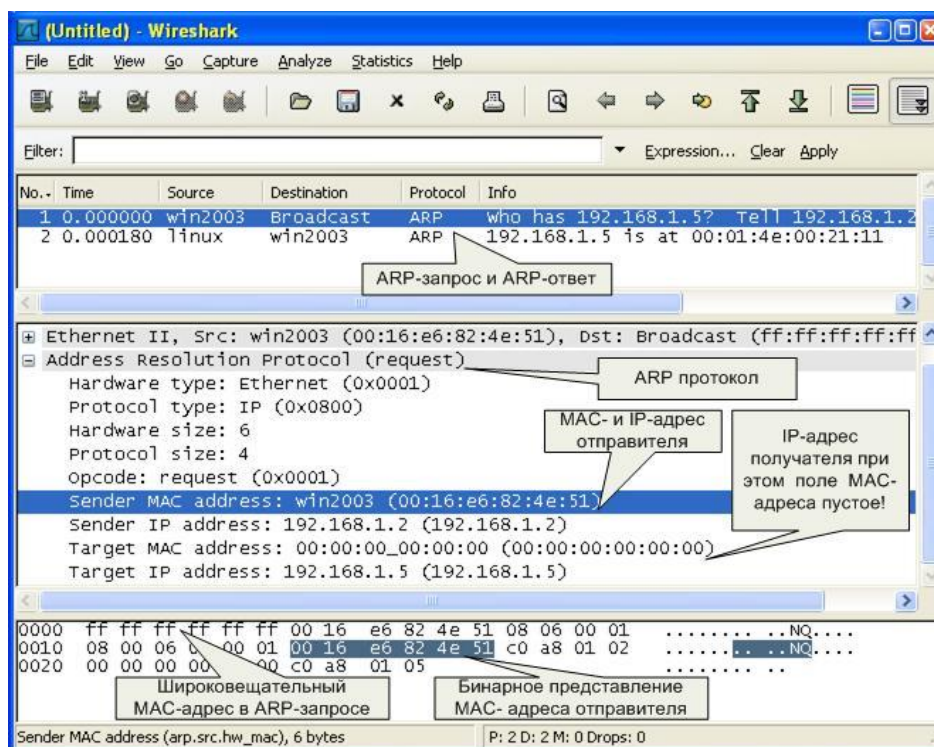 (Untitled) - Wireshark
File Edit View Go Capture Analyze Statistics Help
Filter: Expression... Clear Apply
No. Time Source Destination Protocol Info
1 0.000000 win2003 Broadcast ARP who has 192.168.1.5? Tell 192.168.1.2
2 0.000180 linux win2003 ARP 192.168.1.5 is at 00:01:4e:00:21:11
ARP-запрос и ARP-ответ
Ethernet II, Src: win2003 (00:16:e6:82:4e:51), Dst: Broadcast (ff:ff:ff:ff:ff
Address Resolution Protocol (request)
ARP протокол
Hardware type: Ethernet (0x0001)
Protocol type: IP (0x0800)
Hardware size: 6
Protocol size: 4
Opcode: request (0x0001)
MAC- и IP-адрес
отправителя
IP-адрес
получателя при
этом поле MAC-
адреса пустое!
Sender MAC address: win2003 (00:16:e6:82:4e:51)
Sender IP address: 192.168.1.2 (192.168.1.2)
Target MAC address: 00:00:00_00:00:00 (00:00:00:00:00:00)
Target IP address: 192.168.1.5 (192.168.1.5)
0000 ff ff ff ff ff ff 00 16 e6 82 4e 51 08 06 00 01 ........ ..NQ....
0010 08 00 06 00 01 00 16 e6 82 4e 51 c0 a8 01 02 ........ ..NQ....
0020 00 00 00 00 00 c0 a8 01 05 ........ ..
Широковещательный
MAC-адрес в ARP-запросе
Бинарное представление
MAC- адреса отправителя
Sender MAC address (arp.src.hw_mac), 6 bytes P: 2 D: 2 M: 0 Drops: 0